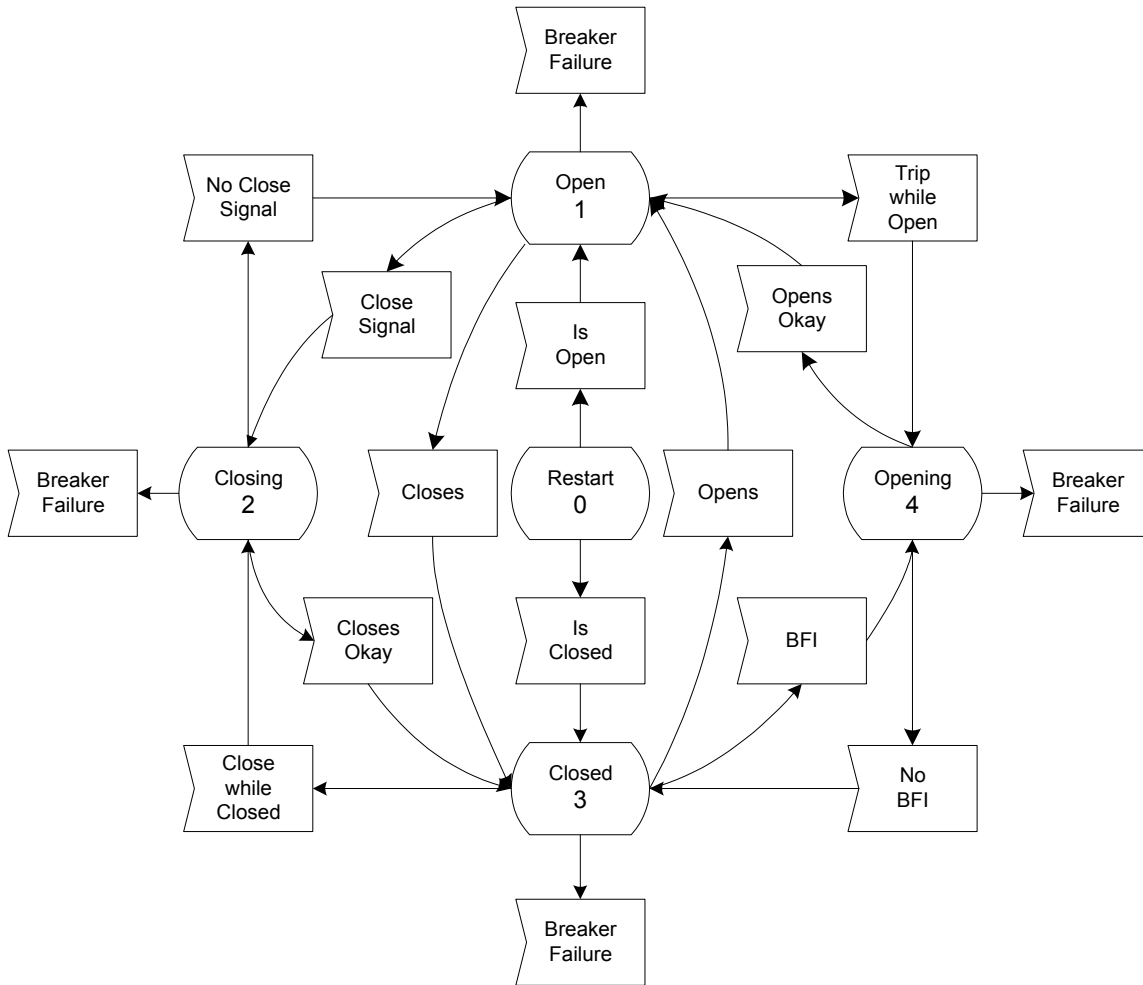 Breaker
Failure
No Close
Signal
Open
1
Trip
while
Open
Close
Signal
Is
Open
Opens
Okay
Breaker
Failure
Closing
2
Closes
Restart
0
Opens
Opening
4
Breaker
Failure
Closes
Okay
Is
Closed
BFI
Close
while
Closed
Closed
3
No
BFI
Breaker
Failure